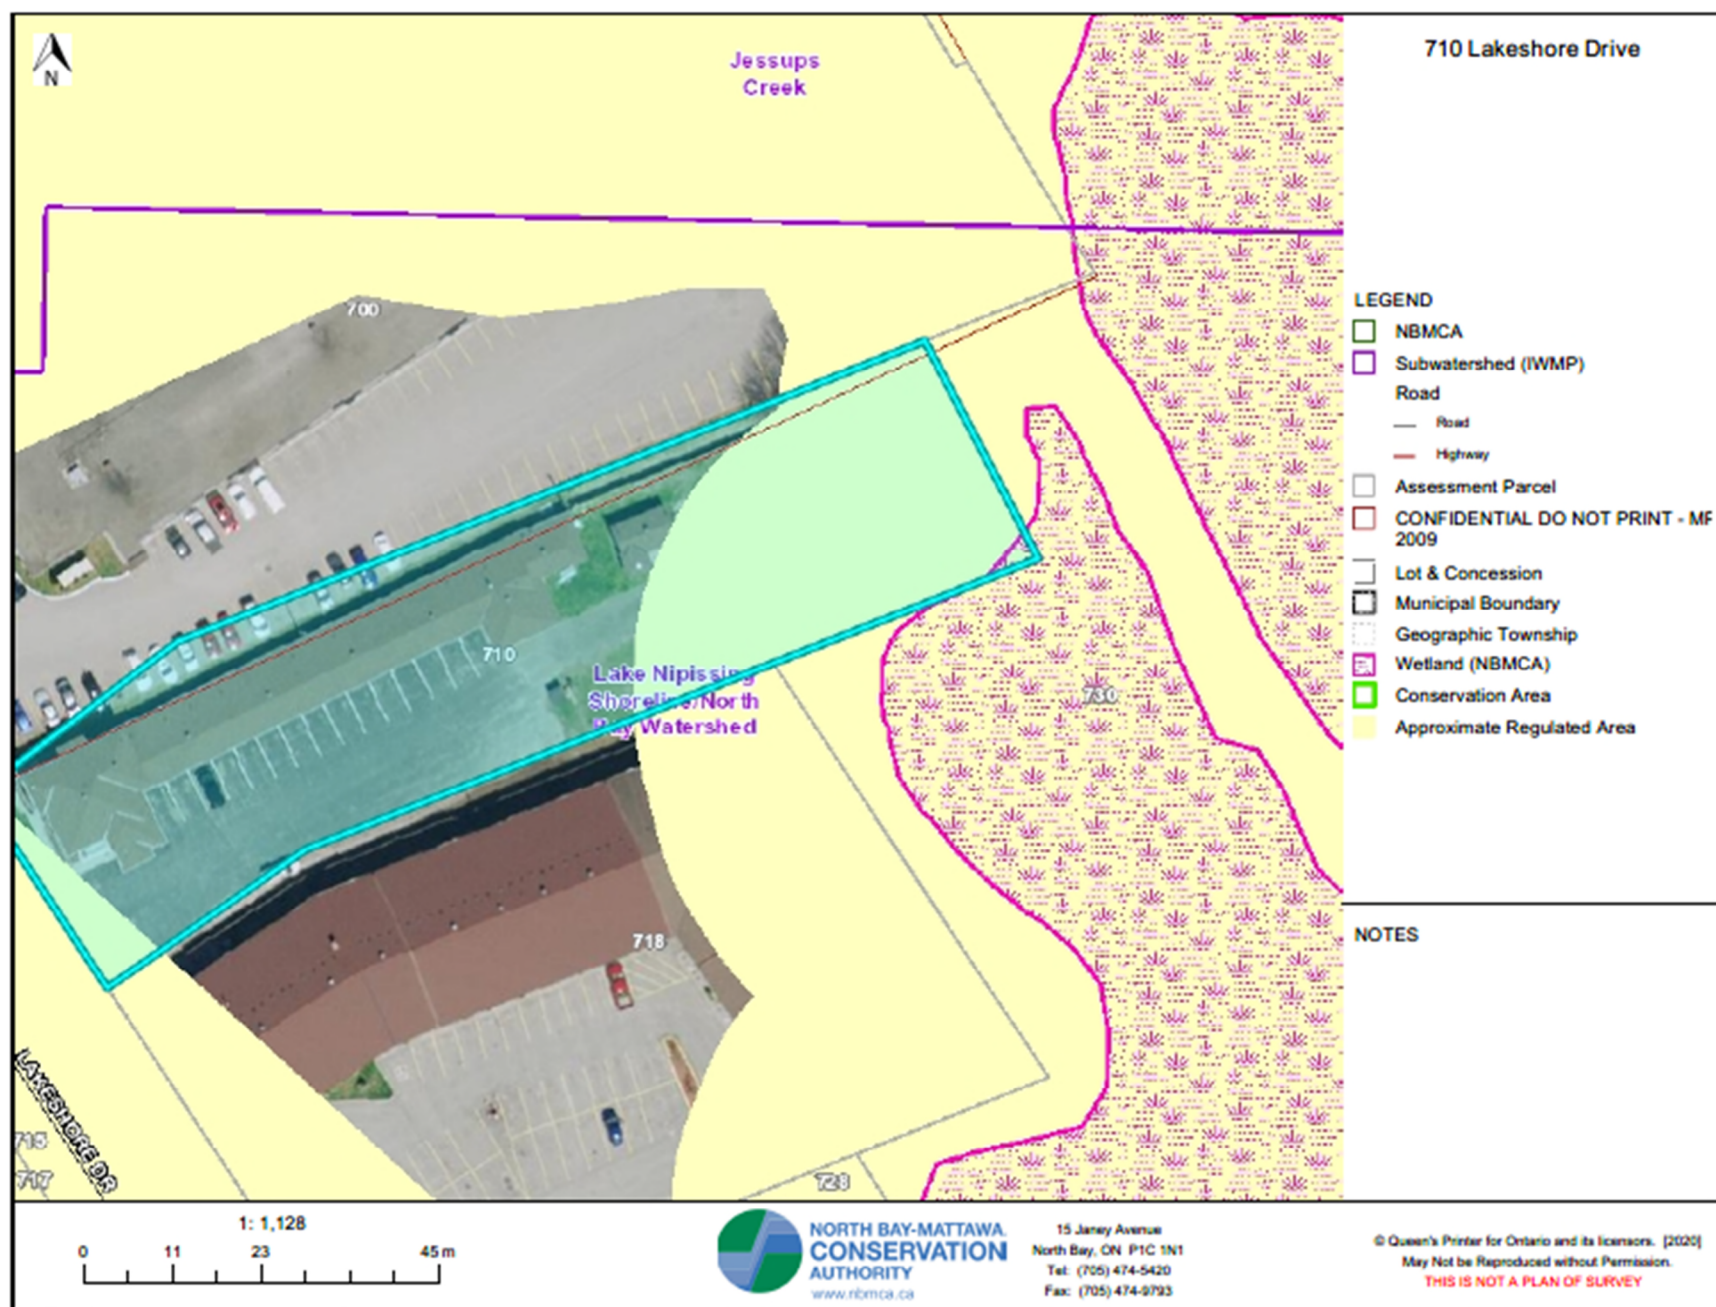 N
Jessups
Creek
710 Lakeshore Drive
700
LEGEND
NBMCA
Subwatershed (IWMP)
Road
Road
Highway
Assessment Parcel
CONFIDENTIAL DO NOT PRINT - MF
2009
Lot & Concession
Municipal Boundary
Geographic Township
Wetland (NBMCA)
Conservation Area
Approximate Regulated Area
710
Lake Nipissing
Shoreline/North
Bay Watershed
730
718
NOTES
LAKESHORE DR
715
717
728
1: 1,128
0 11 23 45 m
NORTH BAY-MATTAWA
CONSERVATION
AUTHORITY
www.nbmca.ca
15 Janey Avenue
North Bay, ON P1C 1N1
Tel: (705) 474-5420
Fax: (705) 474-9793
© Queen's Printer for Ontario and its licensors. [2020]
May Not be Reproduced without Permission.
THIS IS NOT A PLAN OF SURVEY